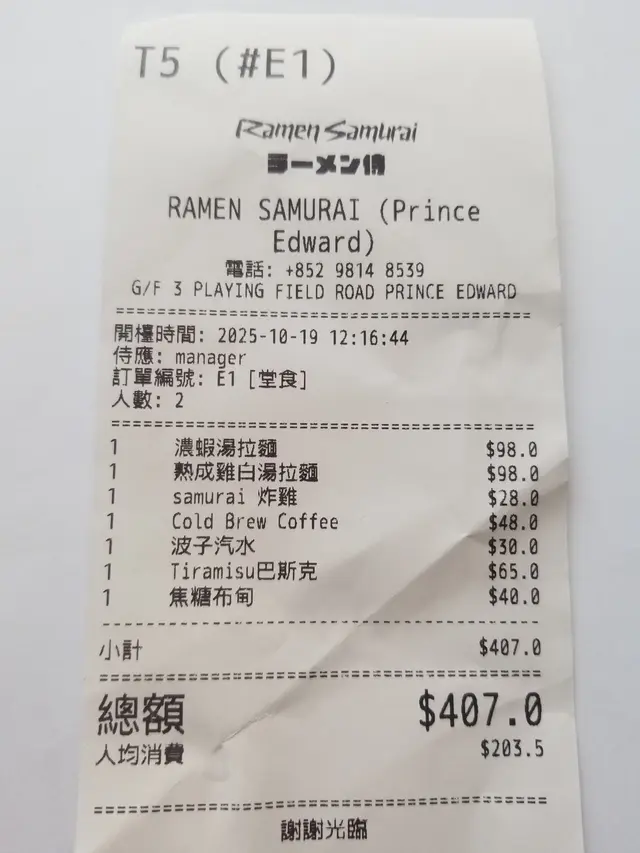 T5 (#E1)
Ramen Samurai
ラーメン侍
RAMEN SAMURAI (Prince
Edward)
電話: +852 9814 8539
G/F 3 PLAYING FIELD ROAD PRINCE EDWARD
開檯時間: 2025-10-19 12:16:44
侍應: manager
訂單編號: E1 [堂食]
人數: 2
1 濃蝦湯拉麵 $98.0
1 熟成雞白湯拉麵 $98.0
1 samurai 炸雞 $28.0
1 Cold Brew Coffee $48.0
1 波子汽水 $30.0
1 Tiramisu巴斯克 $65.0
1 焦糖布甸 $40.0
小計 $407.0
總額 $407.0
人均消費 $203.5
謝謝光臨